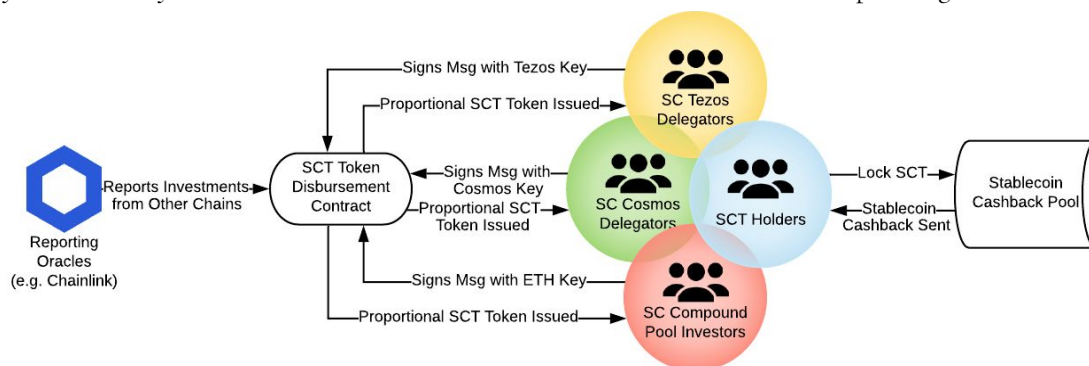 Signs Msg with Tezos Key
Proportional SCT Token Issued
SC Tezos
Delegators
Reports Investments
from Other Chains
Reporting
Oracles
(e.g. Chainlink)
SCT Token
Disbursement
Contract
Signs Msg with
Cosmos Key
Proportional SCT
Token Issued
SC Cosmos
Delegators
SCT Holders
Lock SCT
Stablecoin
Cashback Sent
Stablecoin
Cashback Pool
Signs Msg with ETH Key
Proportional SCT Token Issued
SC Compound
Pool Investors